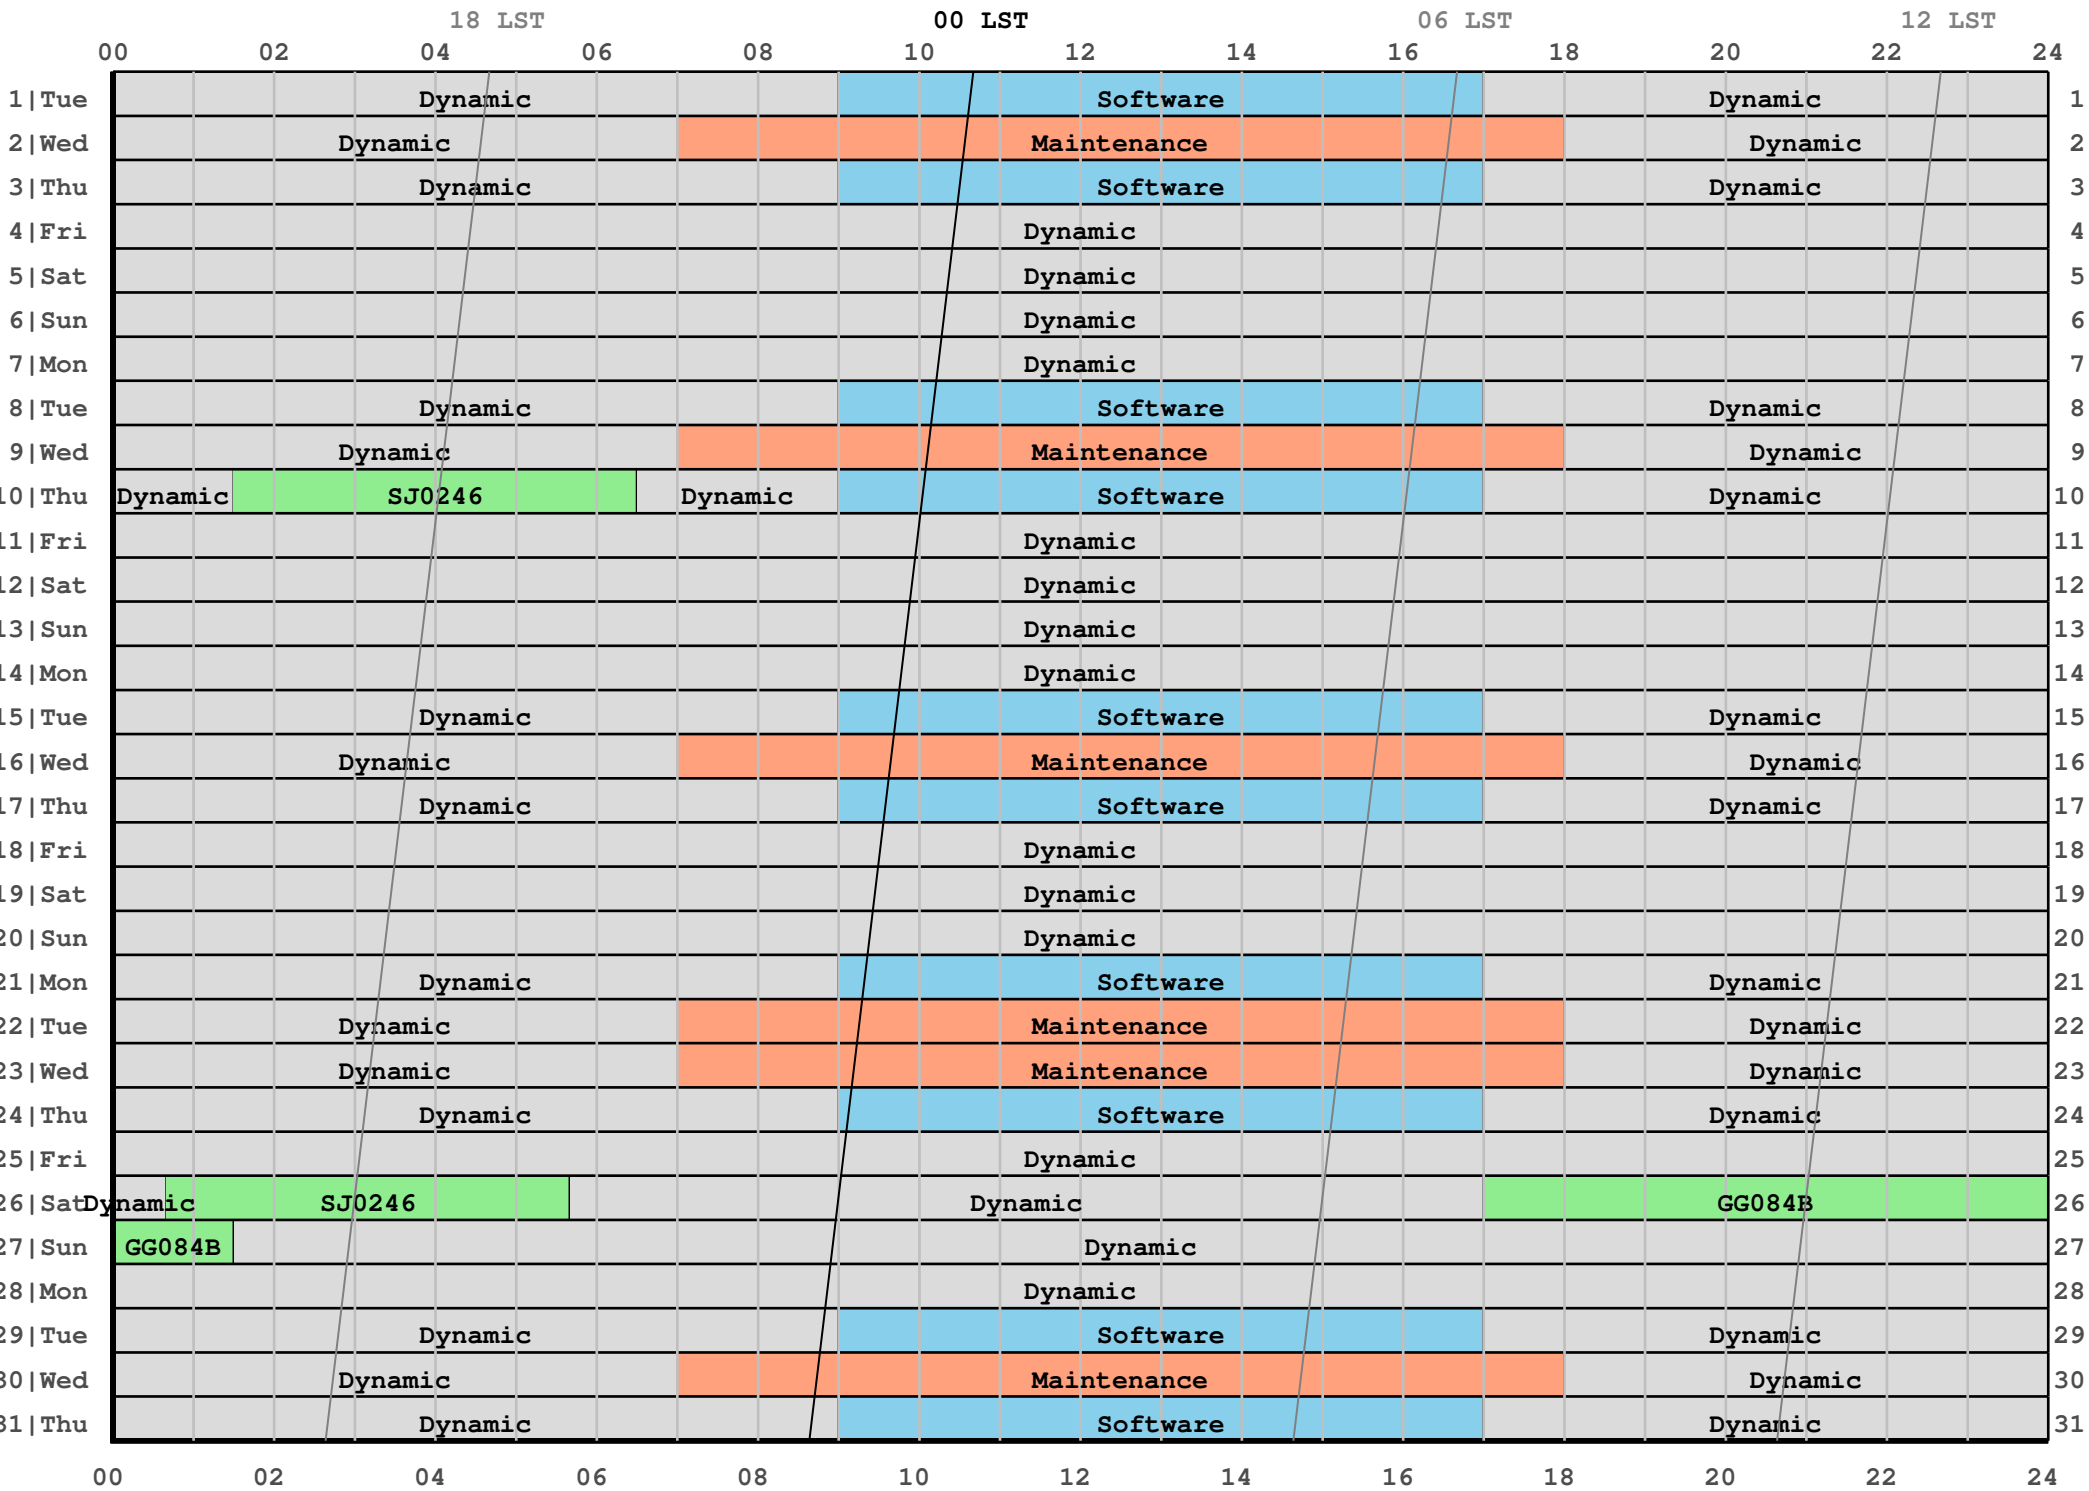 18 LST 00 LST 06 LST 12 LST
00 02 04 06 08 10 12 14 16 18 20 22 24
1|Tue Dynamic Software Dynamic 1
2|Wed Dynamic Maintenance Dynamic 2
3|Thu Dynamic Software Dynamic 3
4|Fri Dynamic 4
5|Sat Dynamic 5
6|Sun Dynamic 6
7|Mon Dynamic 7
8|Tue Dynamic Software Dynamic 8
9|Wed Dynamic Maintenance Dynamic 9
10|Thu Dynamic SJ0246 Dynamic Software Dynamic 10
11|Fri Dynamic 11
12|Sat Dynamic 12
13|Sun Dynamic 13
14|Mon Dynamic 14
15|Tue Dynamic Software Dynamic 15
16|Wed Dynamic Maintenance Dynamic 16
17|Thu Dynamic Software Dynamic 17
18|Fri Dynamic 18
19|Sat Dynamic 19
20|Sun Dynamic 20
21|Mon Dynamic Software Dynamic 21
22|Tue Dynamic Maintenance Dynamic 22
23|Wed Dynamic Maintenance Dynamic 23
24|Thu Dynamic Software Dynamic 24
25|Fri Dynamic 25
26|Sat Dynamic SJ0246 Dynamic GG084B 26
27|Sun GG084B Dynamic 27
28|Mon Dynamic 28
29|Tue Dynamic Software Dynamic 29
30|Wed Dynamic Maintenance Dynamic 30
31|Thu Dynamic Software Dynamic 31
00 02 04 06 08 10 12 14 16 18 20 22 24